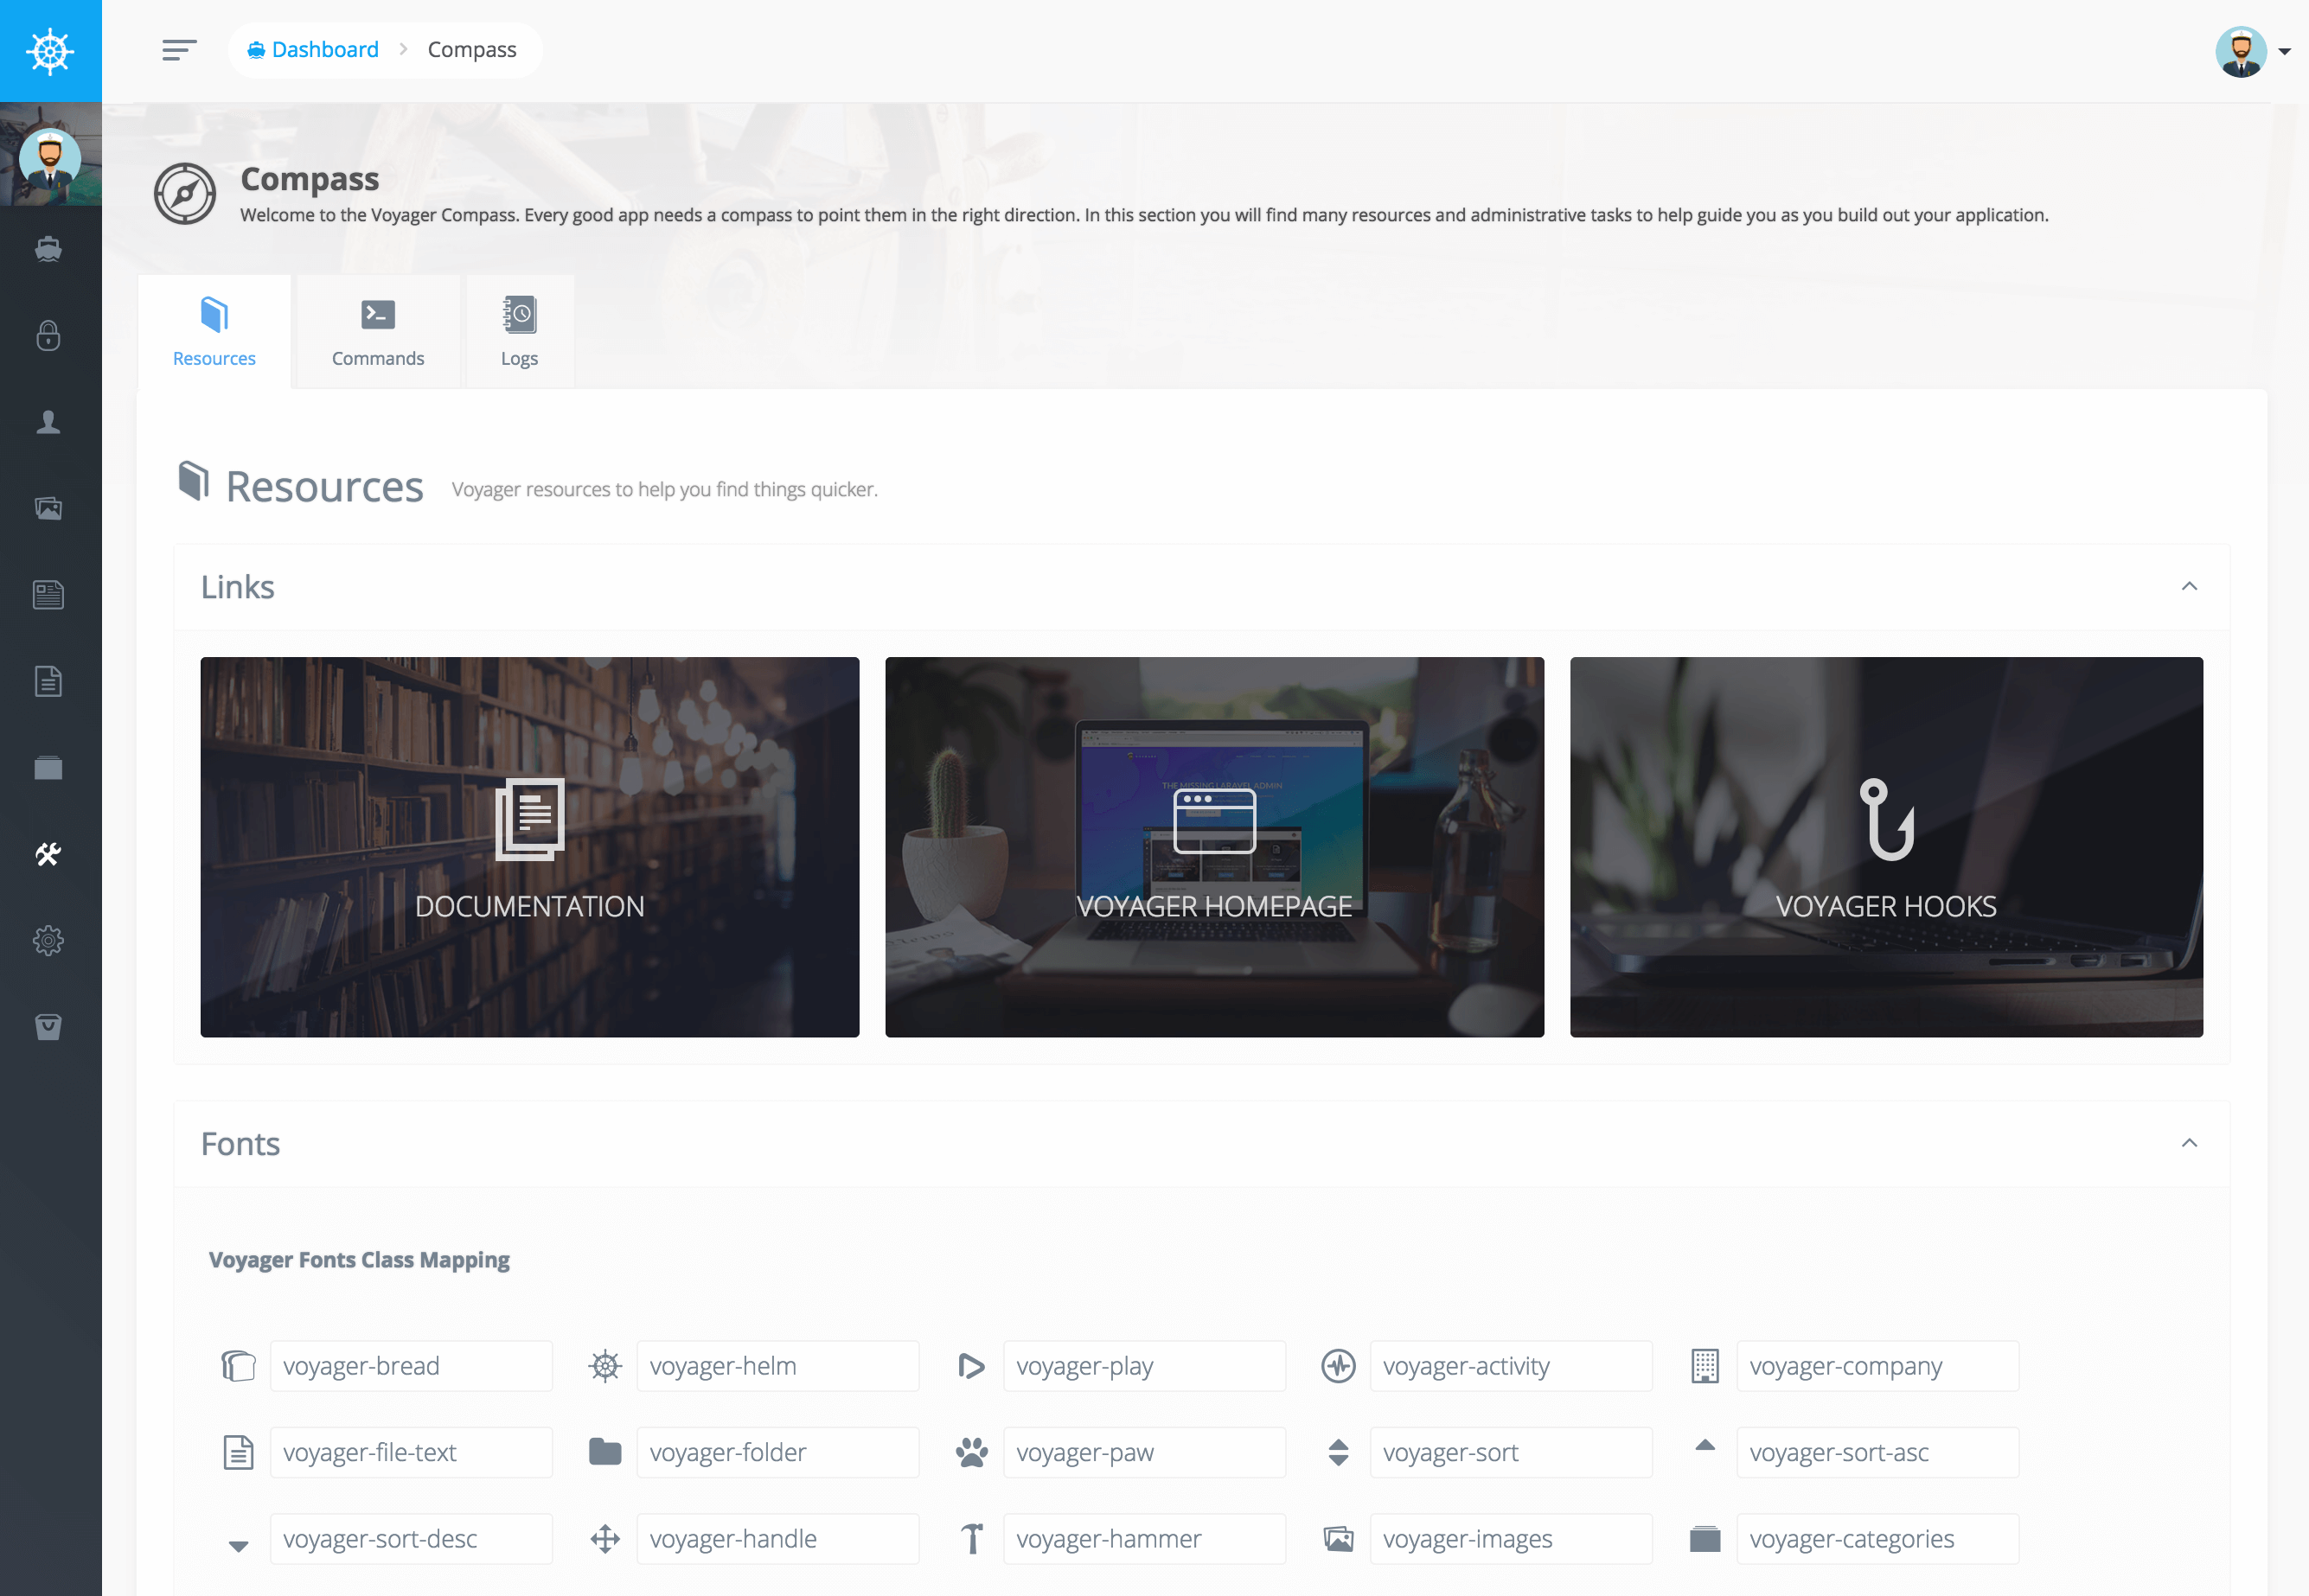 Dashboard > Compass
Compass
Welcome to the Voyager Compass. Every good app needs a compass to point them in the right direction. In this section you will find many resources and administrative tasks to help guide you as you build out your application.
Resources Commands Logs
Resources Voyager resources to help you find things quicker.
Links
THE MISSING LARAVEL ADMIN
DOCUMENTATION VOYAGER HOMEPAGE VOYAGER HOOKS
Fonts
Voyager Fonts Class Mapping
voyager-bread voyager-helm voyager-play voyager-activity voyager-company
voyager-file-text voyager-folder voyager-paw voyager-sort voyager-sort-asc
voyager-sort-desc voyager-handle voyager-hammer voyager-images voyager-categories